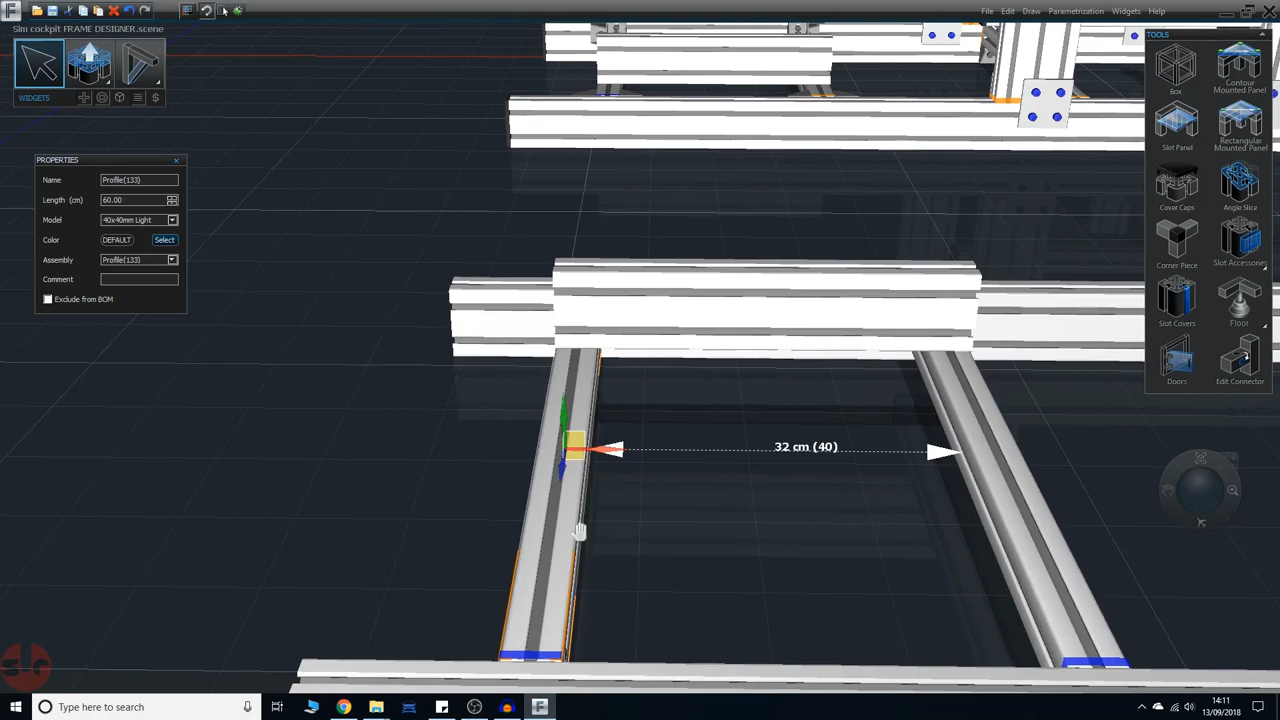 File Edit Draw Parametrization Widgets Help
Sim cockpit FRAME DESIGNER.scene
WIDGETS
$
PROPERTIES
Name Profile(133)
Length (cm) 60.00
Model 40x40mm Light
Color DEFAULT Select
Assembly Profile(133)
Comment
Exclude from BOM
32 cm (40)
TOOLS
Box
Contour
Mounted Panel
Slot Panel
Rectangular
Mounted Panel
Cover Caps
Angle Slice
Corner Piece
Slot Accessories
Slot Covers
Floor
Doors
Edit Connector
Type here to search
14:11
13/09/2018